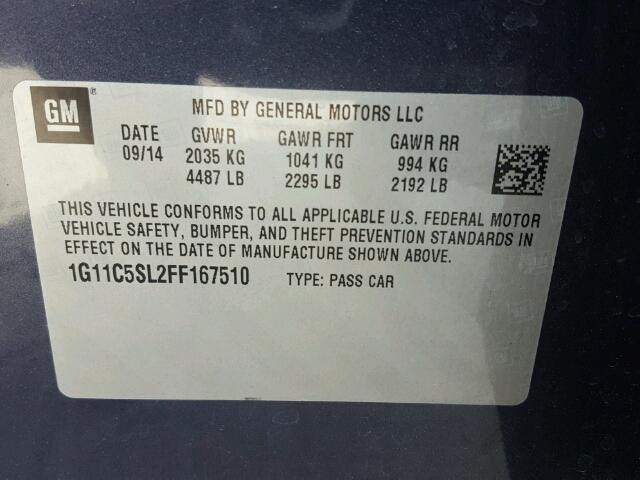 GM ®
MFD BY GENERAL MOTORS LLC
DATE GVWR GAWR FRT GAWR RR
09/14 2035 KG 1041 KG 994 KG
4487 LB 2295 LB 2192 LB
THIS VEHICLE CONFORMS TO ALL APPLICABLE U.S. FEDERAL MOTOR
VEHICLE SAFETY, BUMPER, AND THEFT PREVENTION STANDARDS IN
EFFECT ON THE DATE OF MANUFACTURE SHOWN ABOVE.
1G11C5SL2FF167510 TYPE: PASS CAR